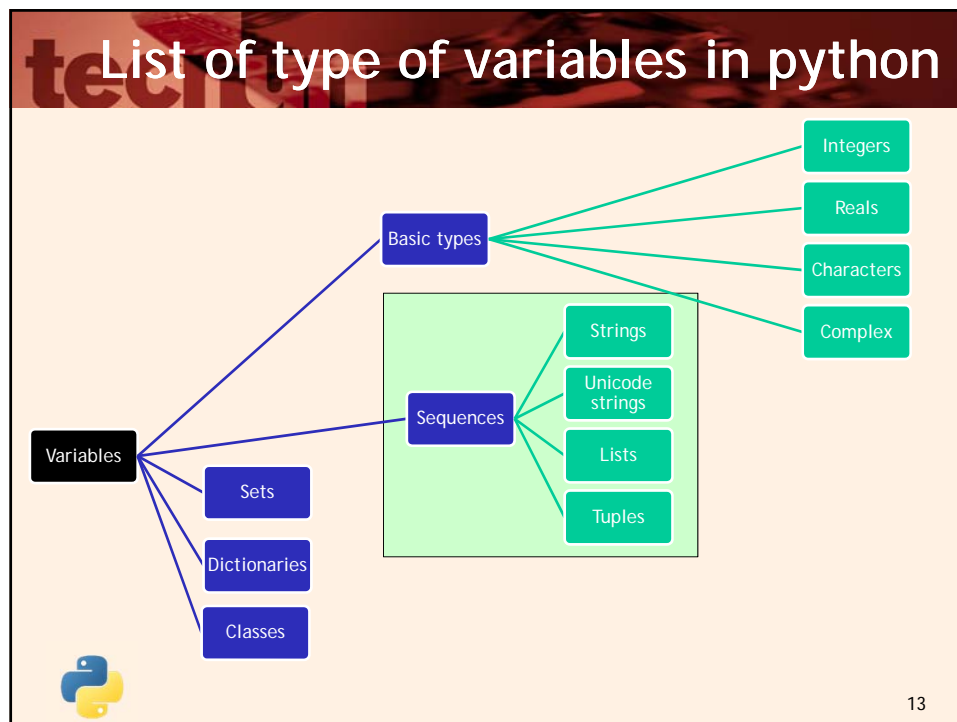 List of type of variables in python
Integers
Reals
Basic types
Characters
Complex
Strings
Unicode
strings
Sequences
Lists
Tuples
Variables
Sets
Dictionaries
Classes
13